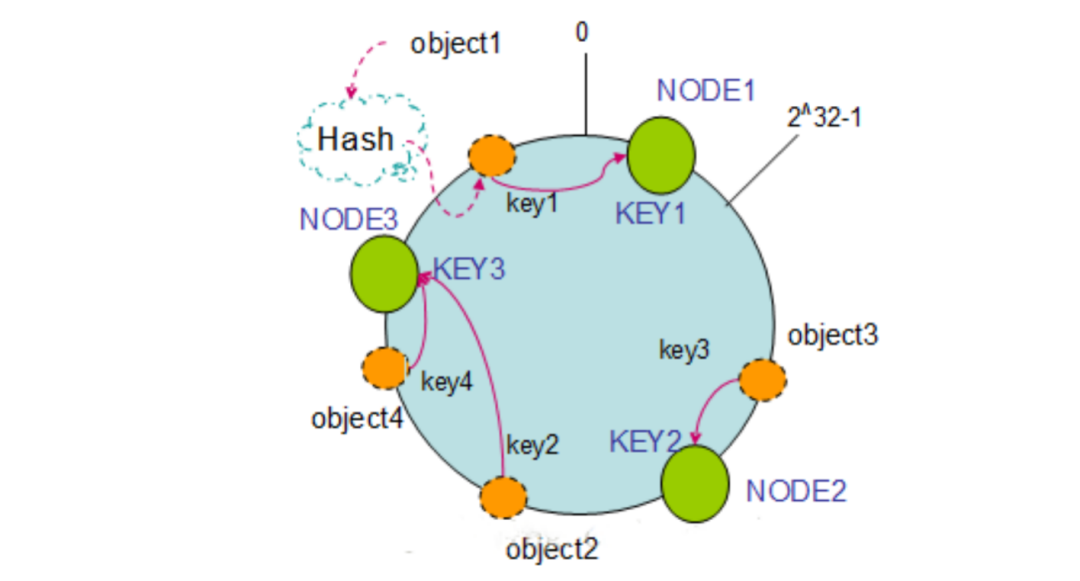 object1
0
NODE1
2^32-1
Hash
key1
KEY1
NODE3
KEY3
object3
key3
key4
object4
key2
KEY2
NODE2
object2